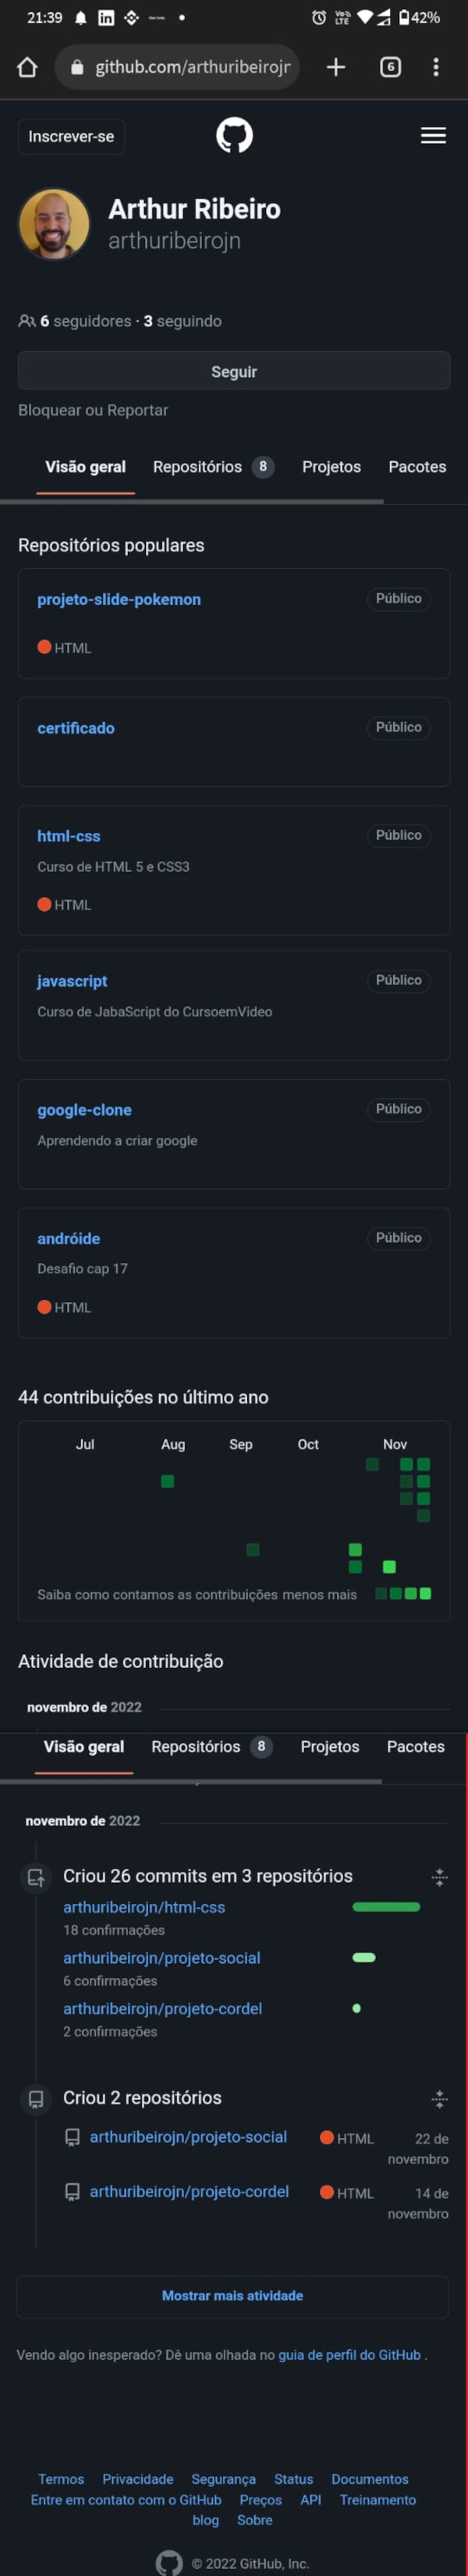 21:39
Vo) LTE
42%
github.com/arthuribeirojr
6
Inscrever-se
Arthur Ribeiro
arthuribeirojn
6 seguidores · 3 seguindo
Seguir
Bloquear ou Reportar
Visão geral Repositórios 8 Projetos Pacotes
Repositórios populares
projeto-slide-pokemon Público
HTML
certificado Público
html-css Público
Curso de HTML 5 e CSS3
HTML
javascript Público
Curso de JabaScript do CursoemVideo
google-clone Público
Aprendendo a criar google
andróide Público
Desafio cap 17
HTML
44 contribuições no último ano
Jul Aug Sep Oct Nov
Saiba como contamos as contribuições menos mais
Atividade de contribuição
novembro de 2022
Visão geral Repositórios 8 Projetos Pacotes
novembro de 2022
Criou 26 commits em 3 repositórios
arthuribeirojn/html-css
18 confirmações
arthuribeirojn/projeto-social
6 confirmações
arthuribeirojn/projeto-cordel
2 confirmações
Criou 2 repositórios
arthuribeirojn/projeto-social HTML 22 de
novembro
arthuribeirojn/projeto-cordel HTML 14 de
novembro
Mostrar mais atividade
Vendo algo inesperado? Dê uma olhada no guia de perfil do GitHub .
Termos Privacidade Segurança Status Documentos
Entre em contato com o GitHub Preços API Treinamento
blog Sobre
© 2022 GitHub, Inc.